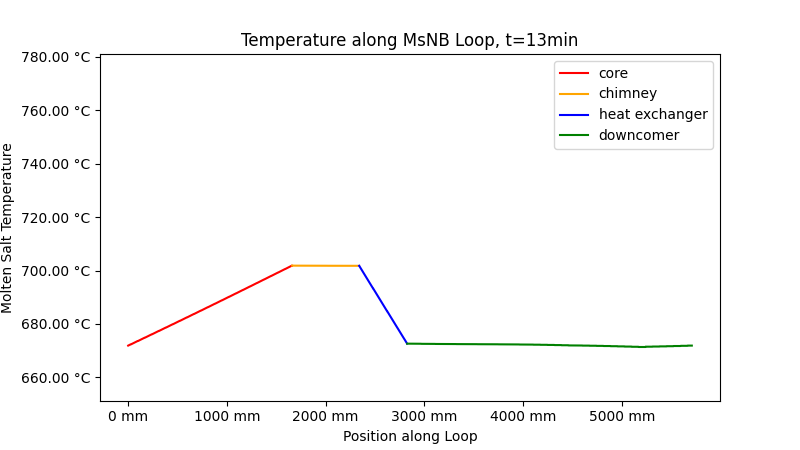 Temperature along MsNB Loop, t=13min
780.00 °C
760.00 °C
740.00 °C
720.00 °C
700.00 °C
680.00 °C
660.00 °C
Molten Salt Temperature
core
chimney
heat exchanger
downcomer
0 mm
1000 mm
2000 mm
3000 mm
4000 mm
5000 mm
Position along Loop